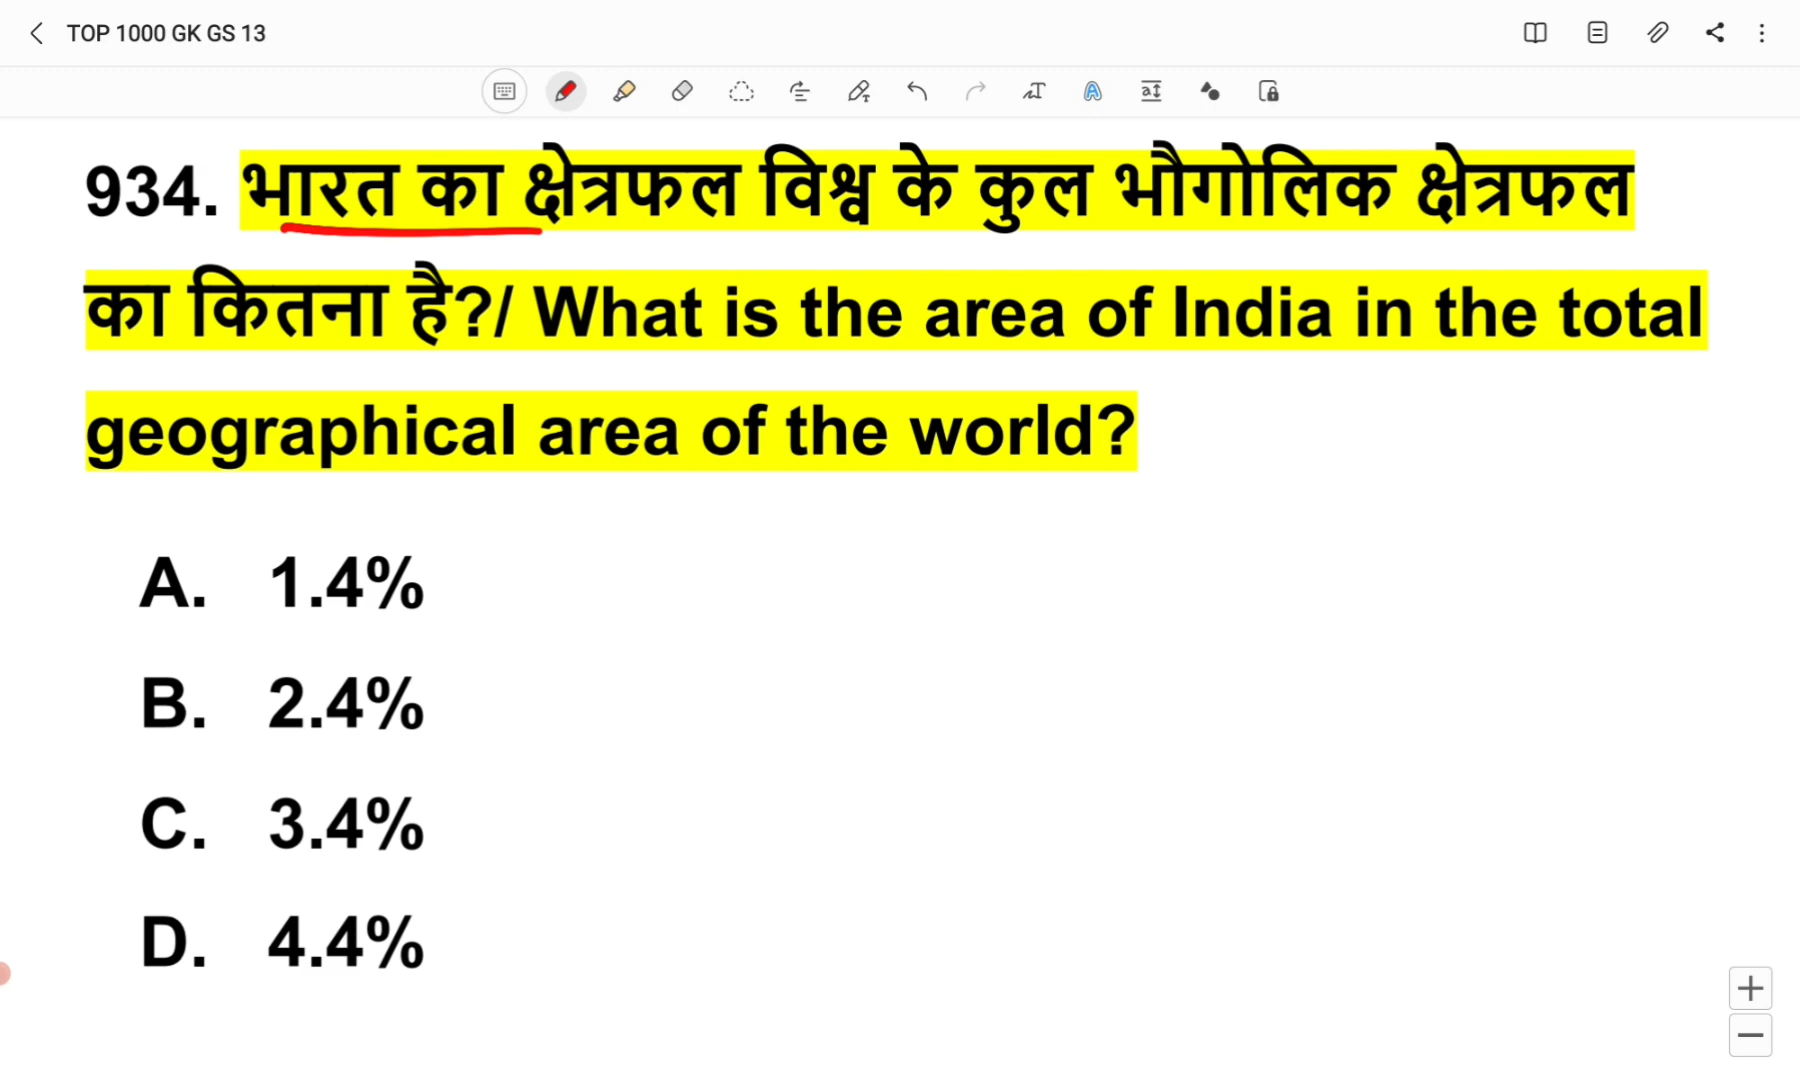 TOP 1000 GK GS 13
934. भारत का क्षेत्रफल विश्व के कुल भौगोलिक क्षेत्रफल
का कितना है?/ What is the area of India in the total
geographical area of the world?
A. 1.4%
B. 2.4%
C. 3.4%
D. 4.4%